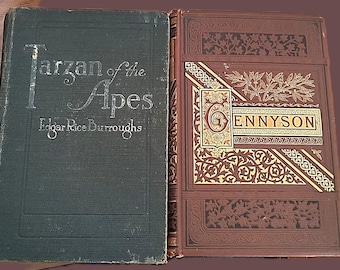 Tarzan of the
Apes
Edgar Rice Burroughs
TENNYSON